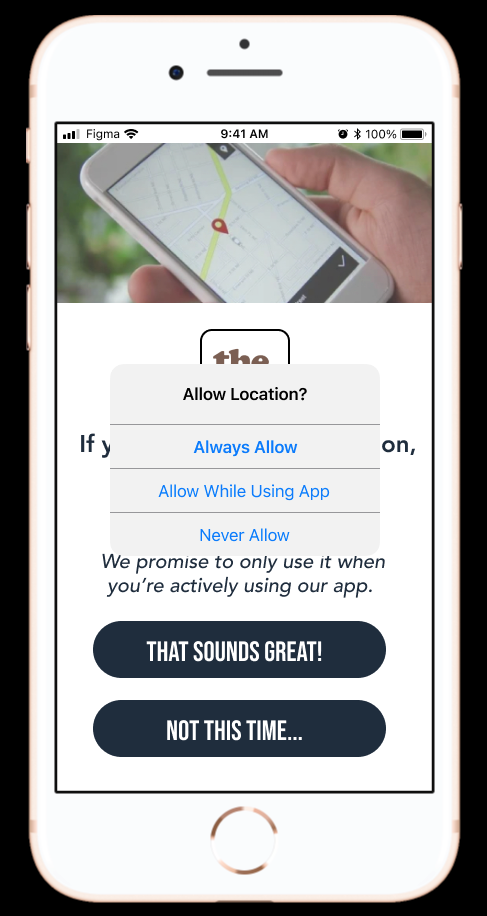 Figma 9:41 AM 100%
the
Allow Location?
If y on,
Always Allow
Allow While Using App
Never Allow
We promise to only use it when
you're actively using our app.
THAT SOUNDS GREAT!
NOT THIS TIME...